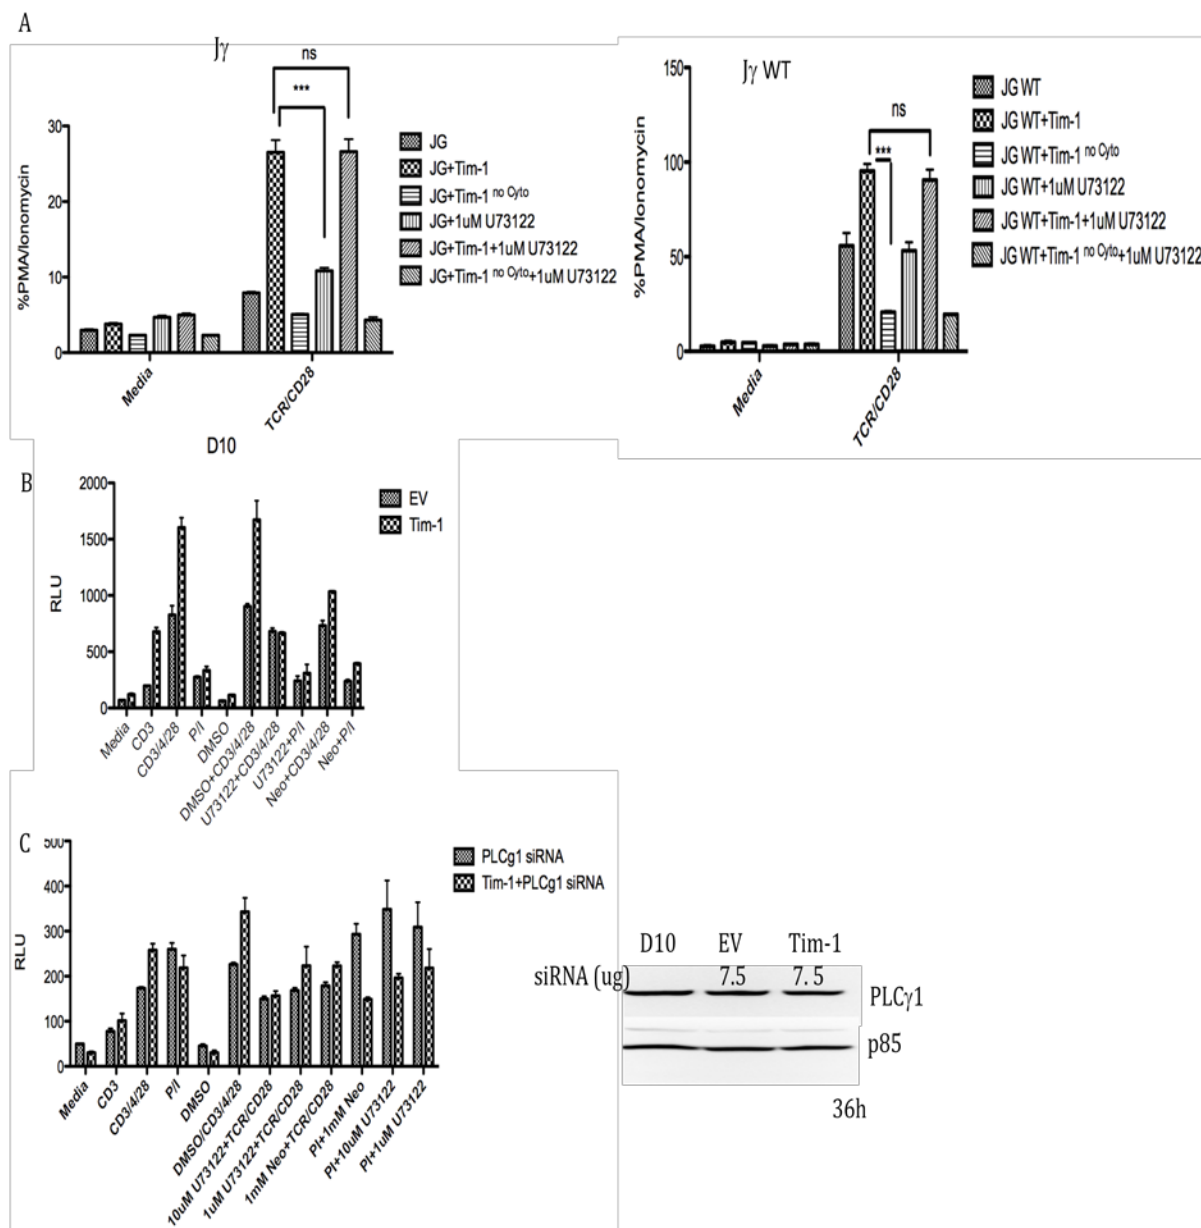 A
Jγ
ns
***
30
20
10
0
%PMA/Ionomycin
Media
TCR/CD28
JG
JG+Tim-1
JG+Tim-1 no Cyto
JG+1uM U73122
JG+Tim-1+1uM U73122
JG+Tim-1 no Cyto+1uM U73122
Jγ WT
ns
***
150
100
50
0
%PMA/Ionomycin
Media
TCR/CD28
JG WT
JG WT+Tim-1
JG WT+Tim-1 no Cyto
JG WT+1uM U73122
JG WT+Tim-1+1uM U73122
JG WT+Tim-1 no Cyto+1uM U73122
B
D10
2000
1500
1000
500
0
RLU
EV
Tim-1
Media
CD3
CD3/4/28
P/I
DMSO
DMSO+CD3/4/28
U73122+CD3/4/28
U73122+P/I
Neo+CD3/4/28
Neo+P/I
C
500
400
300
200
100
0
RLU
PLCg1 siRNA
Tim-1+PLCg1 siRNA
Media
CD3
CD3/4/28
P/I
DMSO
DMSO/CD3/4/28
10uM U73122+TCR/CD28
1uM U73122+TCR/CD28
1mM Neo+TCR/CD28
PI+1mM Neo
PI+10uM U73122
PI+1uM U73122
D10 EV Tim-1
siRNA (ug) 7.5 7. 5
PLCγ1
p85
36h